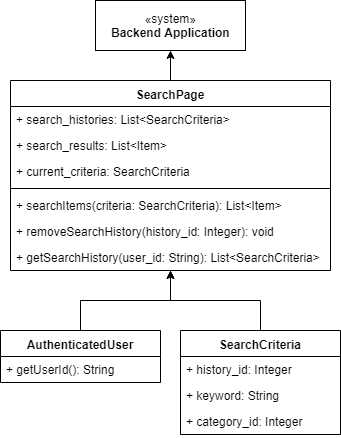 «system»
Backend Application
SearchPage
+ search_histories: List<SearchCriteria>
+ search_results: List<Item>
+ current_criteria: SearchCriteria
+ searchItems(criteria: SearchCriteria): List<Item>
+ removeSearchHistory(history_id: Integer): void
+ getSearchHistory(user_id: String): List<SearchCriteria>
AuthenticatedUser
+ getUserId(): String
SearchCriteria
+ history_id: Integer
+ keyword: String
+ category_id: Integer